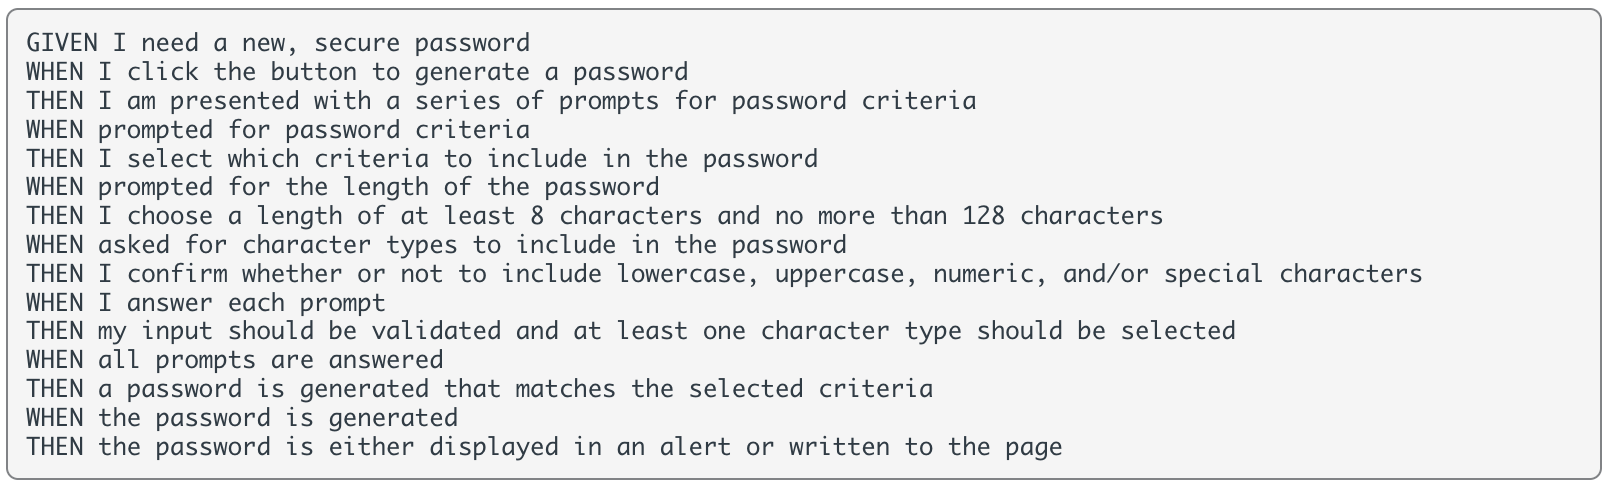 GIVEN I need a new, secure password
WHEN I click the button to generate a password
THEN I am presented with a series of prompts for password criteria
WHEN prompted for password criteria
THEN I select which criteria to include in the password
WHEN prompted for the length of the password
THEN I choose a length of at least 8 characters and no more than 128 characters
WHEN asked for character types to include in the password
THEN I confirm whether or not to include lowercase, uppercase, numeric, and/or special characters
WHEN I answer each prompt
THEN my input should be validated and at least one character type should be selected
WHEN all prompts are answered
THEN a password is generated that matches the selected criteria
WHEN the password is generated
THEN the password is either displayed in an alert or written to the page